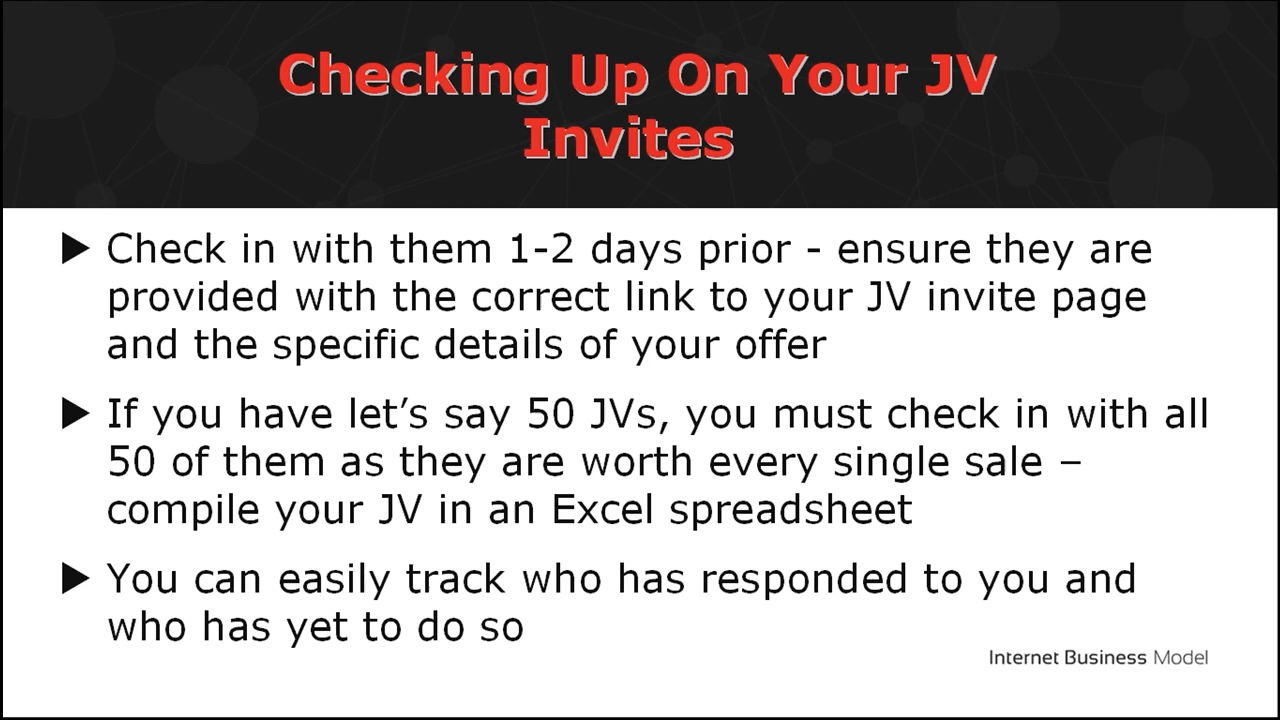 Checking Up On Your JV
Invites
▶ Check in with them 1-2 days prior - ensure they are
provided with the correct link to your JV invite page
and the specific details of your offer
▶ If you have let’s say 50 JVs, you must check in with all
50 of them as they are worth every single sale –
compile your JV in an Excel spreadsheet
▶ You can easily track who has responded to you and
who has yet to do so
Internet Business Model